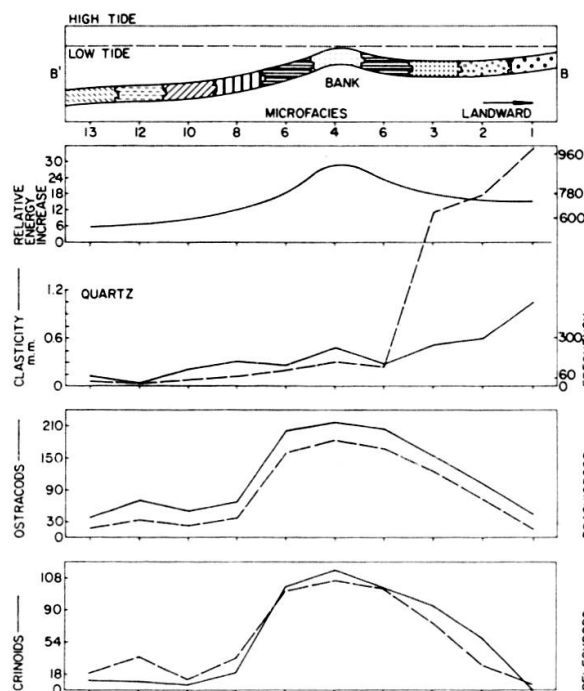 HIGH TIDE
LOW TIDE
B' B
BANK
MICROFACIES LANDWARD
13 12 10 8 6 4 6 3 2 1
RELATIVE ENERGY INCREASE
30
24
18
12
6
0
960
780
600
QUARTZ
CLASTICITY m.m.
1.2
0.6
0
300
60
0
OSTRACODS
210
150
90
30
0
CRINOIDS
108
90
54
18
0